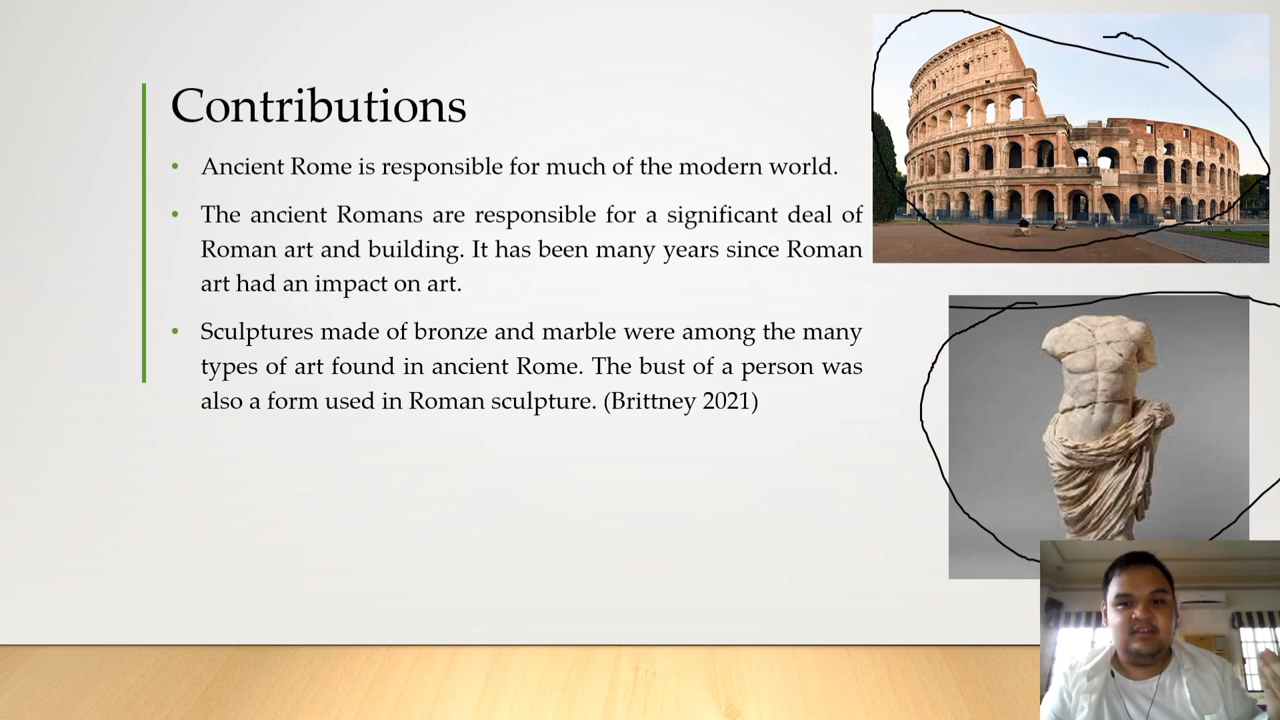 Contributions
• Ancient Rome is responsible for much of the modern world.
• The ancient Romans are responsible for a significant deal of
Roman art and building. It has been many years since Roman
art had an impact on art.
• Sculptures made of bronze and marble were among the many
types of art found in ancient Rome. The bust of a person was
also a form used in Roman sculpture. (Brittney 2021)